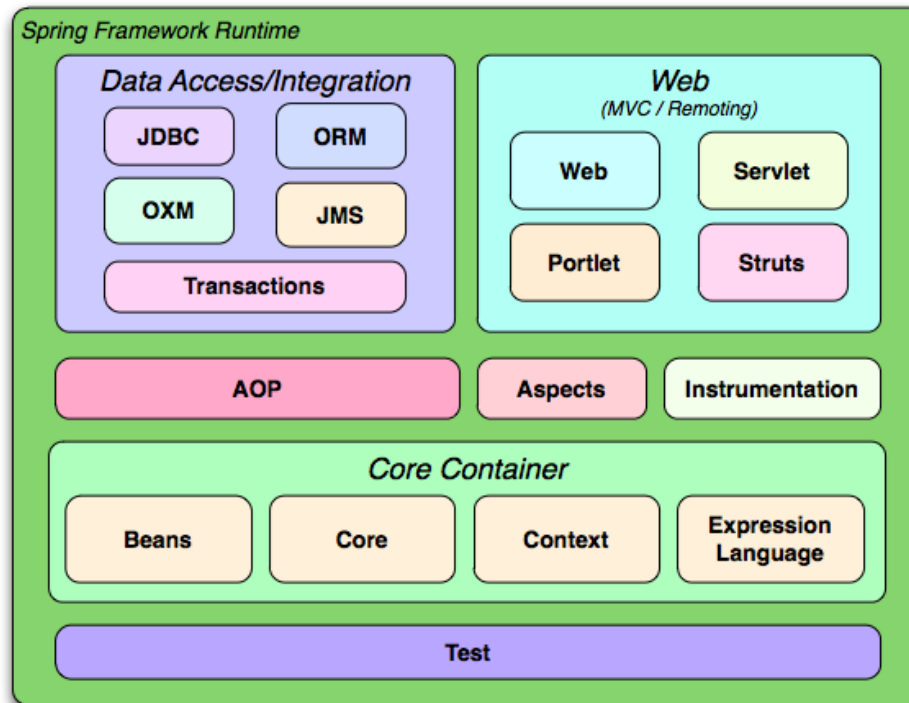 Spring Framework Runtime
Data Access/Integration
JDBC
ORM
OXM
JMS
Transactions
Web
(MVC / Remoting)
Web
Servlet
Portlet
Struts
AOP
Aspects
Instrumentation
Core Container
Beans
Core
Context
Expression
Language
Test